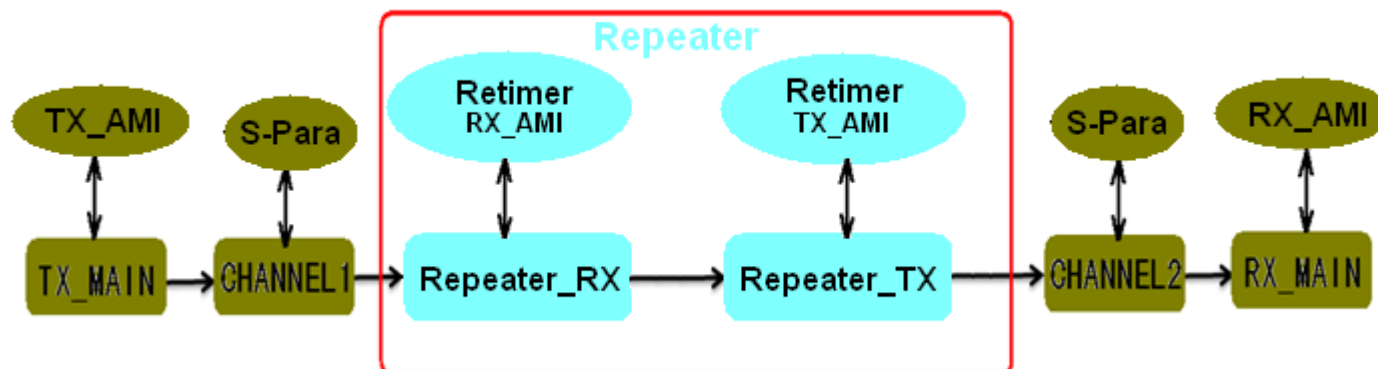 Repeater
TX_AMI
S-Para
Retimer
RX_AMI
Retimer
TX_AMI
S-Para
RX_AMI
TX_MAIN
CHANNEL1
Repeater_RX
Repeater_TX
CHANNEL2
RX_MAIN